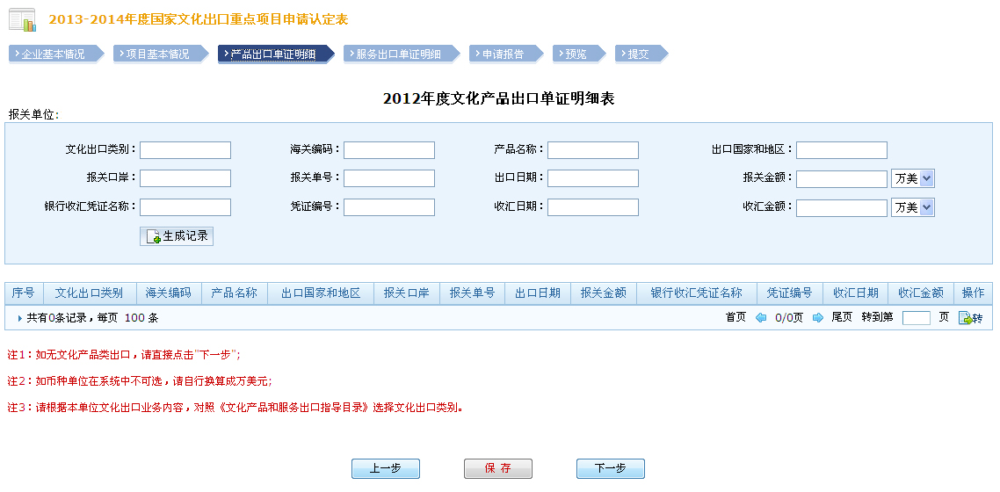 2013-2014年度国家文化出口重点项目申请认定表
企业基本情况 项目基本情况 产品出口单证明细 服务出口单证明细 申请报告 预览 提交
2012年度文化产品出口单证明细表
报关单位:
文化出口类别: 海关编码: 产品名称: 出口国家和地区:
报关口岸: 报关单号: 出口日期: 报关金额: 万美
银行收汇凭证名称: 凭证编号: 收汇日期: 收汇金额: 万美
生成记录
序号 文化出口类别 海关编码 产品名称 出口国家和地区 报关口岸 报关单号 出口日期 报关金额 银行收汇凭证名称 凭证编号 收汇日期 收汇金额 操作
共有0条记录，每页 100 条 首页 0/0页 尾页 转到第 页 转
注1：如无文化产品类出口，请直接点击"下一步";
注2：如币种单位在系统中不可选，请自行换算成万美元;
注3：请根据本单位文化出口业务内容，对照《文化产品和服务出口指导目录》选择文化出口类别。
上一步 保 存 下一步